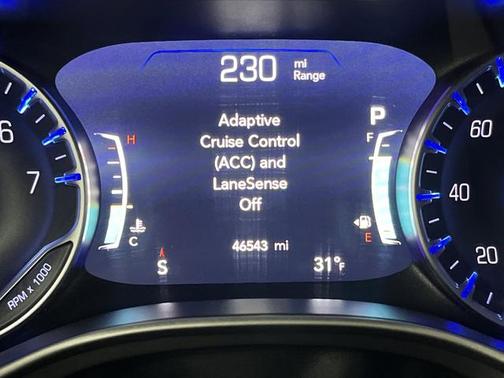 230 mi
Range
Adaptive
Cruise Control
(ACC) and
LaneSense
Off
P
H
C
F
E
46543 mi
S
31°F
6
7
RPM x 1000
60
40
20